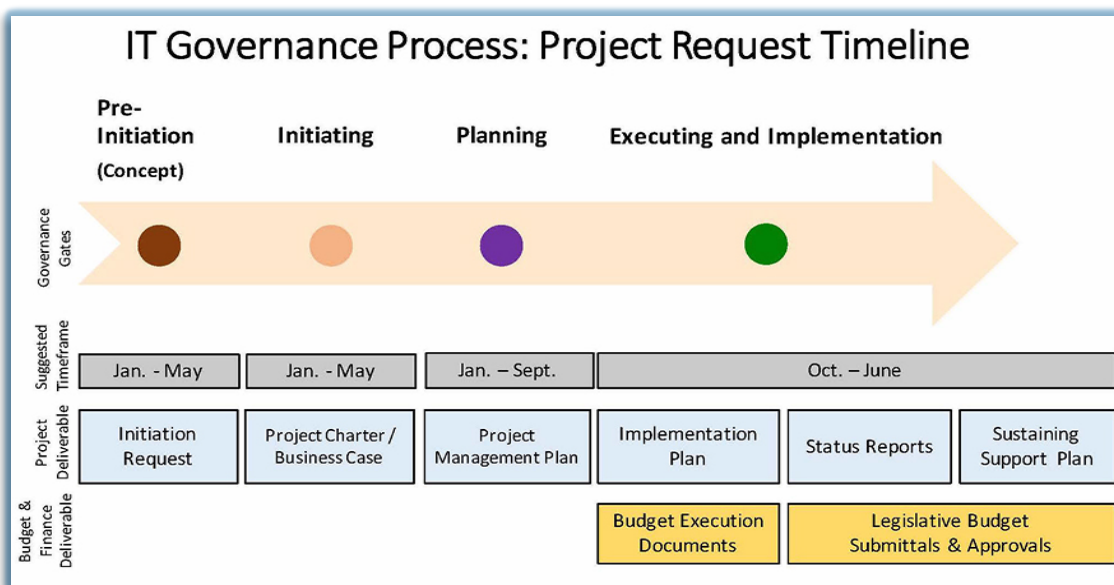 IT Governance Process: Project Request Timeline
Pre-
Initiation
(Concept)
Initiating
Planning
Executing and Implementation
Governance
Gates
Suggested
Timeframe
Jan. - May
Jan. - May
Jan. – Sept.
Oct. – June
Project
Deliverable
Initiation
Request
Project Charter /
Business Case
Project
Management Plan
Implementation
Plan
Status Reports
Sustaining
Support Plan
Budget &
Finance
Deliverable
Budget Execution
Documents
Legislative Budget
Submittals & Approvals